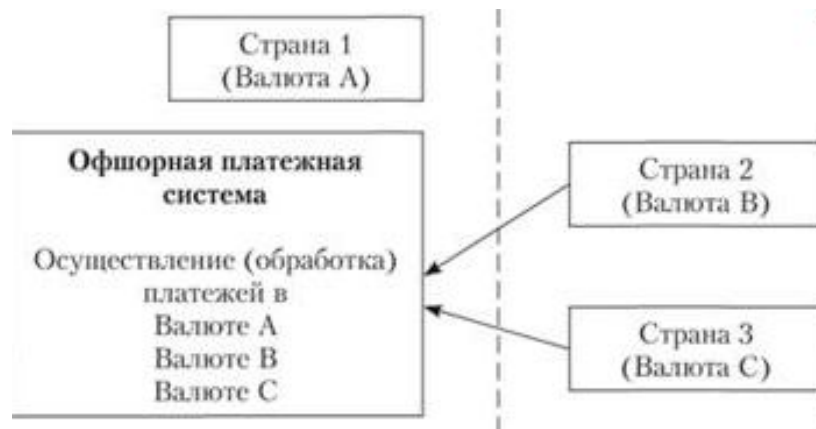 Страна 1
(Валюта А)
Офшорная платежная
система
Осуществление (обработка)
платежей в
Валюте А
Валюте В
Валюте С
Страна 2
(Валюта В)
Страна 3
(Валюта С)